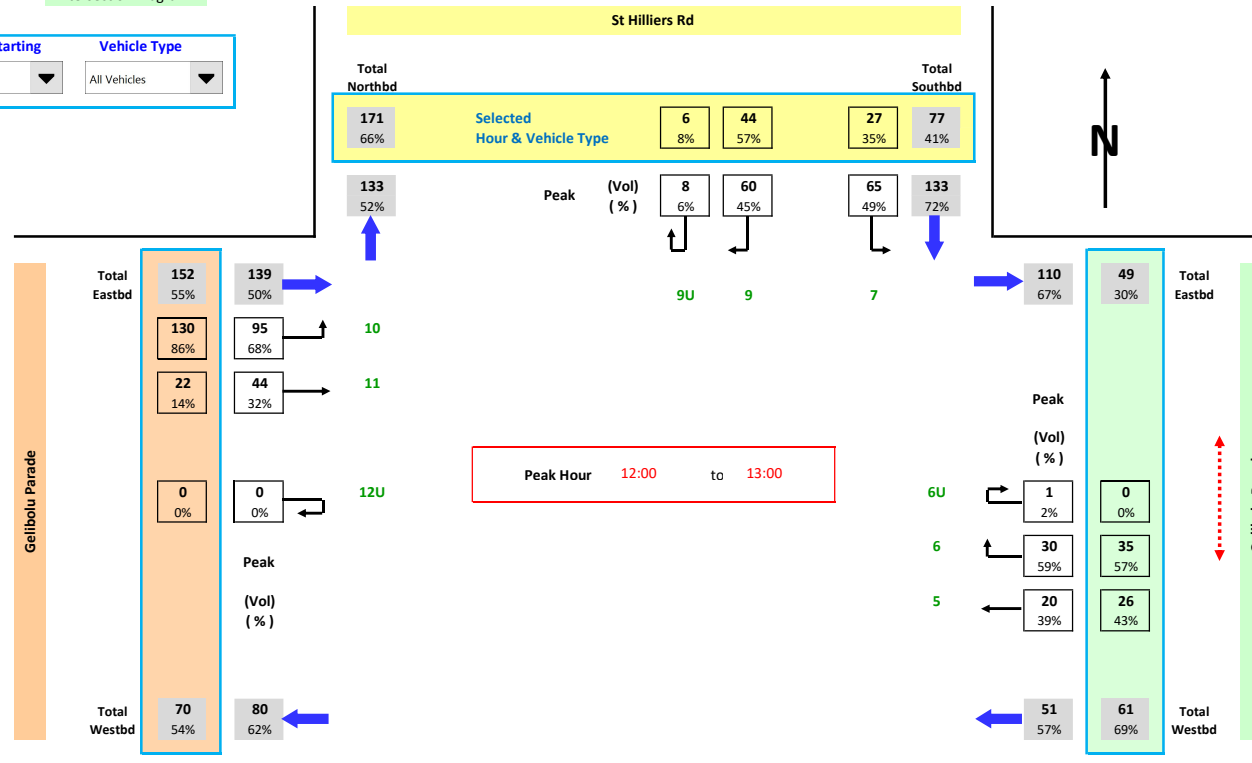 St Hilliers Rd
Vehicle Type
All Vehicles
Total
Northbd
Total
Southbd
171
66%
Selected
Hour & Vehicle Type
6
8%
44
57%
27
35%
77
41%
N
133
52%
Peak
(Vol)
( % )
8
6%
60
45%
65
49%
133
72%
Total
Eastbd
152
55%
139
50%
9U
9
7
110
67%
49
30%
Total
Eastbd
130
86%
95
68%
10
22
14%
44
32%
11
Peak
(Vol)
( % )
Gelibolu Parade
Peak Hour
12:00
to
13:00
0
0%
0
0%
12U
6U
1
2%
0
0%
6
30
59%
35
57%
Peak
(Vol)
( % )
5
20
39%
26
43%
Total
Westbd
70
54%
80
62%
51
57%
61
69%
Total
Westbd